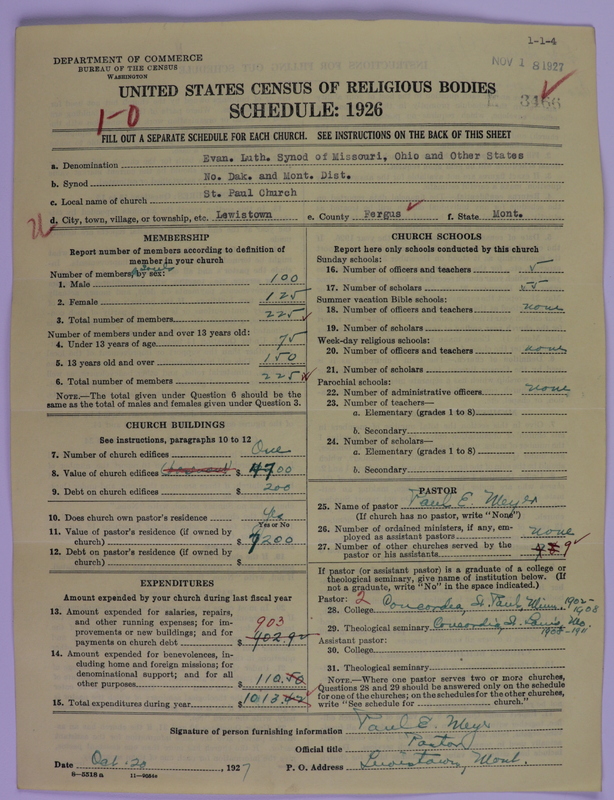 1-1-4
DEPARTMENT OF COMMERCE
BUREAU OF THE CENSUS
WASHINGTON
NOV 18 1927
UNITED STATES CENSUS OF RELIGIOUS BODIES
SCHEDULE: 1926
3466
1-0
FILL OUT A SEPARATE SCHEDULE FOR EACH CHURCH. SEE INSTRUCTIONS ON THE BACK OF THIS SHEET
a. Denomination Evan. Luth. Synod of Missouri, Ohio and Other States
b. Synod No. Dak. and Mont. Dist.
c. Local name of church St. Paul Church
d. City, town, village, or township, etc. Lewistown e. County Fergus f. State Mont.
MEMBERSHIP
Report number of members according to definition of
member in your church
Number of members by sex:
1. Male 100
2. Female 125
3. Total number of members 225
Number of members under and over 13 years old:
4. Under 13 years of age 75
5. 13 years old and over 150
6. Total number of members 225
NOTE.—The total given under Question 6 should be
same as the total of males and females given under Question 3.
CHURCH BUILDINGS
See instructions, paragraphs 10 to 12
7. Number of church edifices One
8. Value of church edifices $ 4700
9. Debt on church edifices $ 200
10. Does church own pastor's residence Yes
Yes or No
11. Value of pastor's residence (if owned by
church) $ 7200
12. Debt on pastor's residence (if owned by
church) $
EXPENDITURES
Amount expended by church during last fiscal year
13. Amount expended for salaries, repairs,
and other running expenses; for im-
provements or new buildings; and for
payments on church debt $ 903
902.92
14. Amount expended for benevolences, in-
cluding home and foreign missions; for
denominational support; and for all
other purposes $ 110.50
15. Total expenditures during year $ 1013.42
CHURCH SCHOOLS
Report here only schools conducted by this church
Sunday schools:
16. Number of officers and teachers 5
17. Number of scholars 55
Summer vacation Bible schools:
18. Number of officers and teachers none
19. Number of scholars
Week-day religious schools:
20. Number of officers and teachers none
21. Number of scholars
Parochial schools:
22. Number of administrative officers none
23. Number of teachers—
a. Elementary (grades 1 to 8)
b. Secondary
24. Number of scholars—
a. Elementary (grades 1 to 8)
b. Secondary
PASTOR
25. Name of pastor Paul E. Meyer
(If church has no pastor, write "None")
26. Number of ordained ministers, if any, em-
ployed as assistant pastors none
27. Number of other churches served by the
pastor or his assistants 9
If pastor (or assistant pastor) is a graduate of a college or
theological seminary, give name of institution below. (If
not a graduate, write "No" in the space indicated.)
Pastor: 2
28. College Concordia, St. Paul, Minn. 1902-1908
29. Theological seminary Concordia, St. Louis, Mo. 1908-1911
Assistant pastor:
30. College
31. Theological seminary
NOTE.—Where one pastor serves two or more churches,
Questions 28 and 29 should be answered only on the schedule
for one of the churches; on the schedules for the other churches,
write "See schedule for church."
Signature of person furnishing information Paul E. Meyer
Official title Pastor
Date Oct. 20, 1927 P. O. Address Lewistown, Mont.
8-5518 a